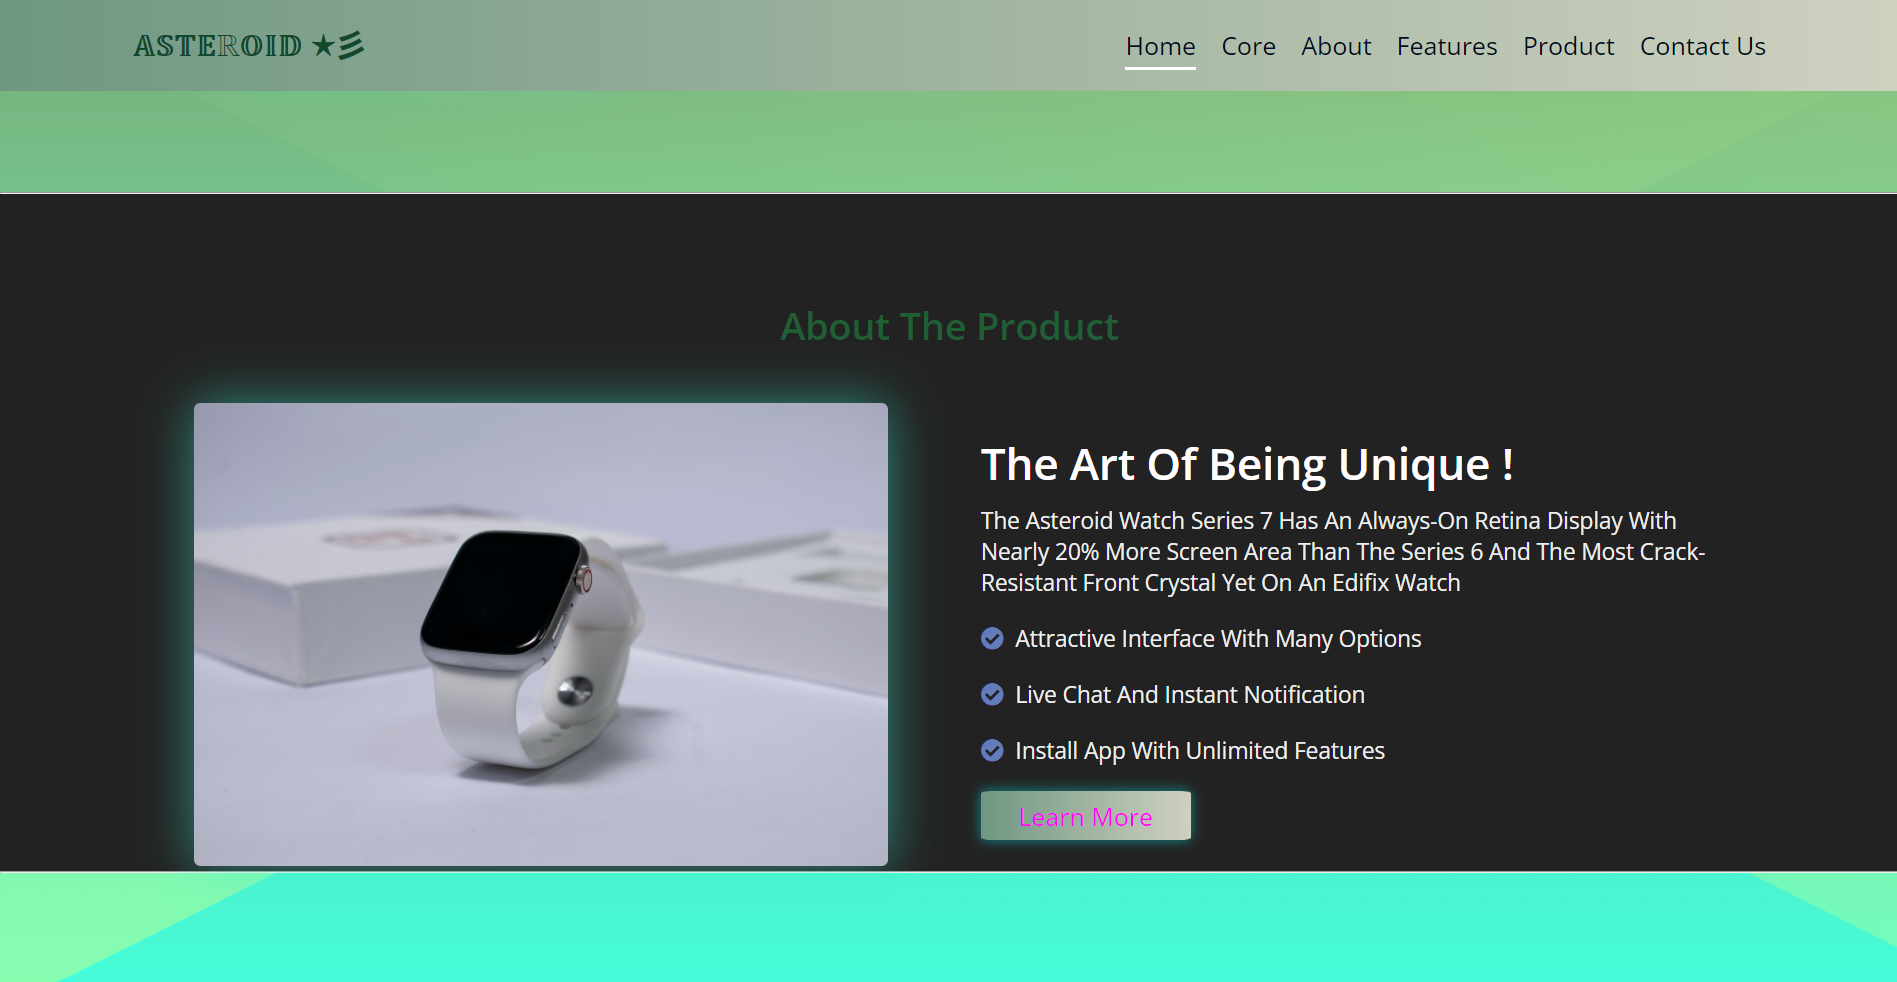 ASTEℝOID ★彡
Home Core About Features Product Contact Us
About The Product
The Art Of Being Unique !
The Asteroid Watch Series 7 Has An Always-On Retina Display With
Nearly 20% More Screen Area Than The Series 6 And The Most Crack-
Resistant Front Crystal Yet On An Edifix Watch
Attractive Interface With Many Options
Live Chat And Instant Notification
Install App With Unlimited Features
Learn More